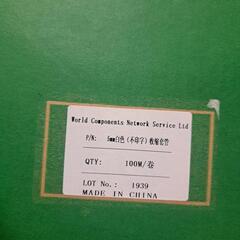 World Components Network Service Ltd
P/N: 5mm白色(不印字)收缩套管
QTY: 100M/卷
LOT No.: 1939
MADE IN CHINA